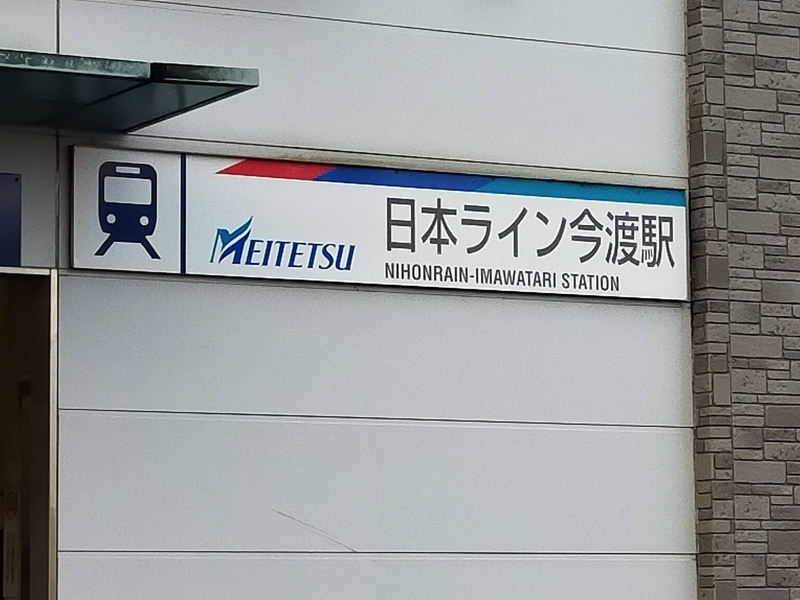 MEITETSU
日本ライン今渡駅
NIHONRAIN-IMAWATARI STATION